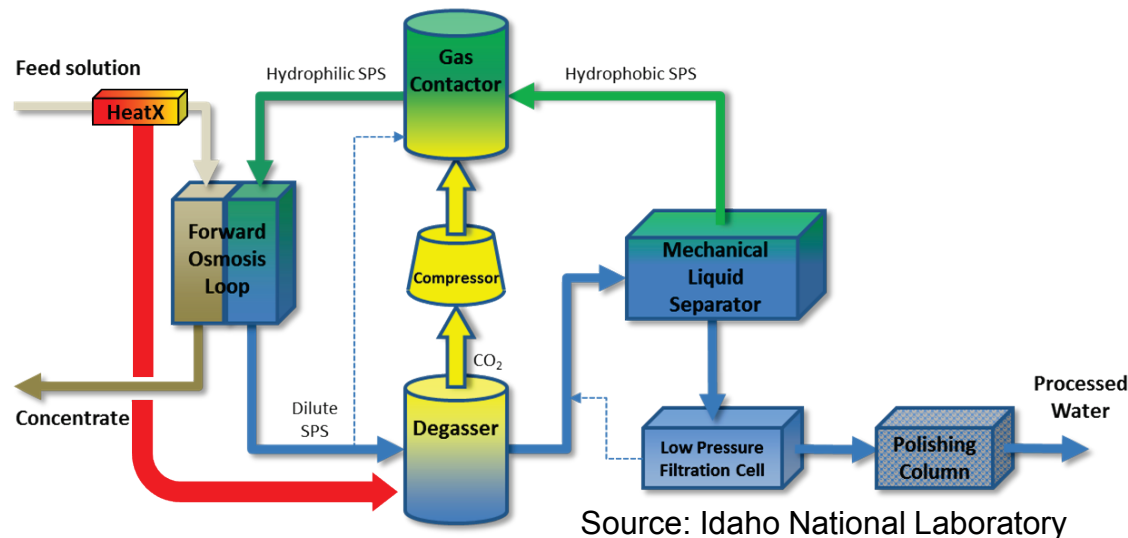 Feed solution
HeatX
Hydrophilic SPS
Gas
Contactor
Hydrophobic SPS
Forward
Osmosis
Loop
Compressor
Mechanical
Liquid
Separator
CO₂
Concentrate
Dilute
SPS
Degasser
Low Pressure
Filtration Cell
Polishing
Column
Processed
Water
Source: Idaho National Laboratory